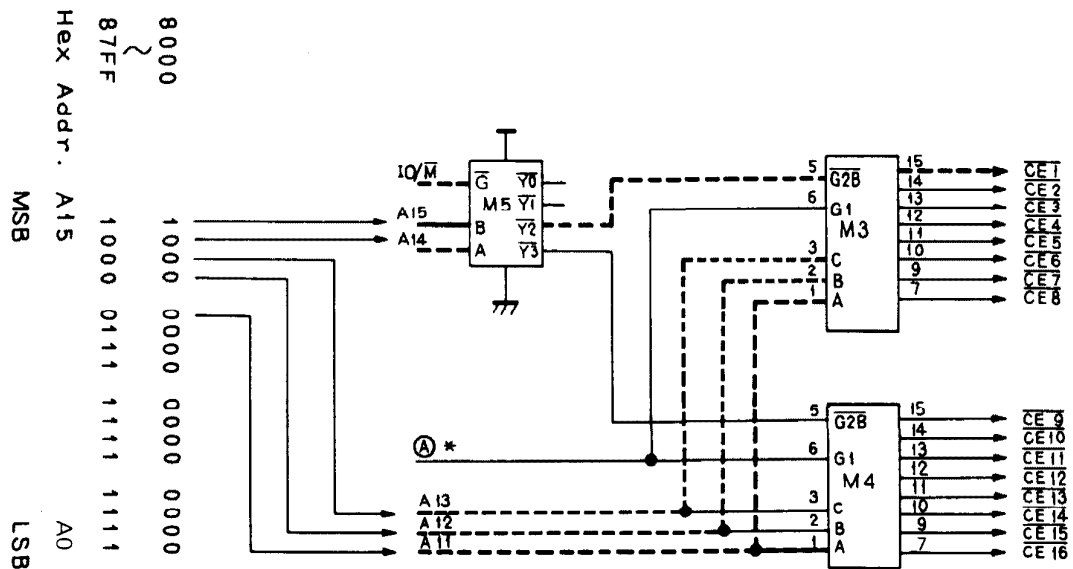 8000
~
87FF
Hex Addr. A15 A0
MSB LSB
1000 0000 0000 0000
1000 0111 1111 1111
IO/M̅
A15
A14
G̅
B
A
M5
Y̅0̅
Y̅1̅
Y̅2̅
Y̅3̅
Ⓐ *
A13
A12
A11
5
6
3
2
1
G̅2̅B̅
G1
M3
C
B
A
15
14
13
12
11
10
9
7
C̅E̅1̅
C̅E̅2̅
C̅E̅3̅
C̅E̅4̅
C̅E̅5̅
C̅E̅6̅
C̅E̅7̅
C̅E̅8̅
5
6
3
2
1
G̅2̅B̅
G1
M4
C
B
A
15
14
13
12
11
10
9
7
C̅E̅9̅
C̅E̅1̅0̅
C̅E̅1̅1̅
C̅E̅1̅2̅
C̅E̅1̅3̅
C̅E̅1̅4̅
C̅E̅1̅5̅
C̅E̅1̅6̅